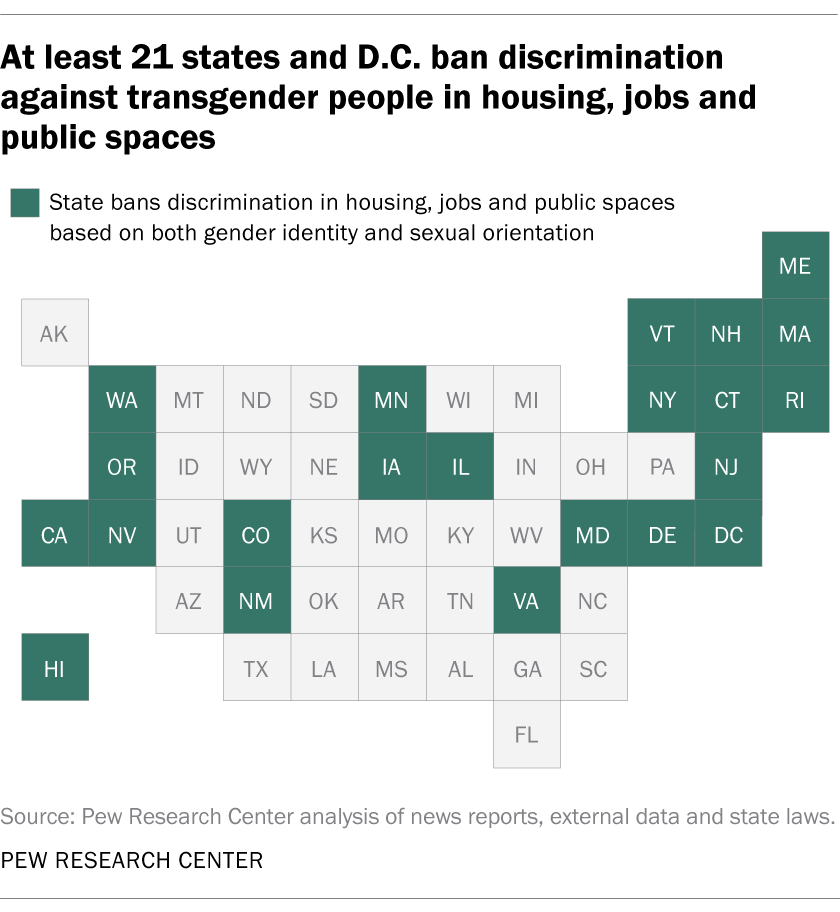 At least 21 states and D.C. ban discrimination
against transgender people in housing, jobs and
public spaces
State bans discrimination in housing, jobs and public spaces
based on both gender identity and sexual orientation
ME
AK VT NH MA
WA MT ND SD MN WI MI NY CT RI
OR ID WY NE IA IL IN OH PA NJ
CA NV UT CO KS MO KY WV MD DE DC
AZ NM OK AR TN VA NC
HI TX LA MS AL GA SC
FL
Source: Pew Research Center analysis of news reports, external data and state laws.
PEW RESEARCH CENTER